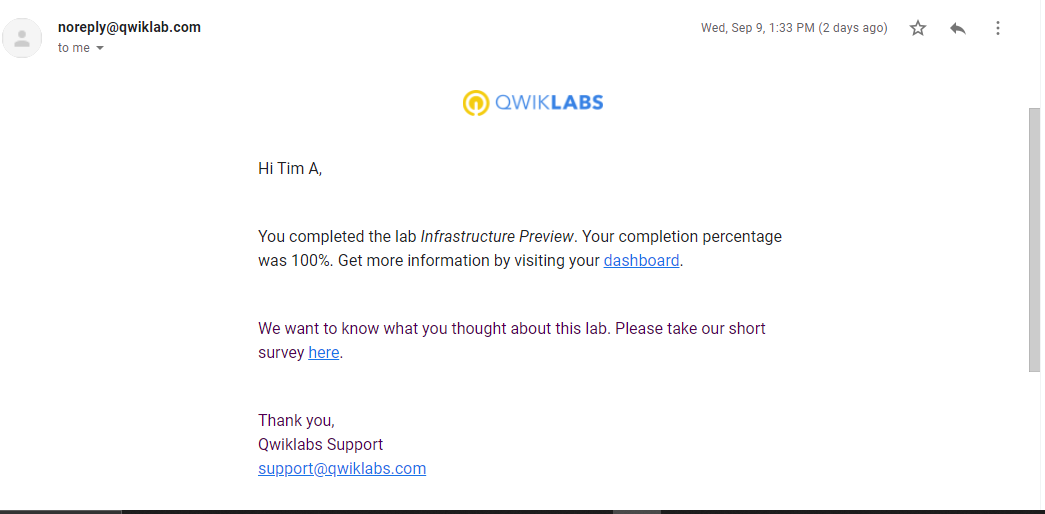 noreply@qwiklab.com
Wed, Sep 9, 1:33 PM (2 days ago)
to me
QWIKLABS
Hi Tim A,
You completed the lab Infrastructure Preview. Your completion percentage
was 100%. Get more information by visiting your dashboard.
We want to know what you thought about this lab. Please take our short
survey here.
Thank you,
Qwiklabs Support
support@qwiklabs.com